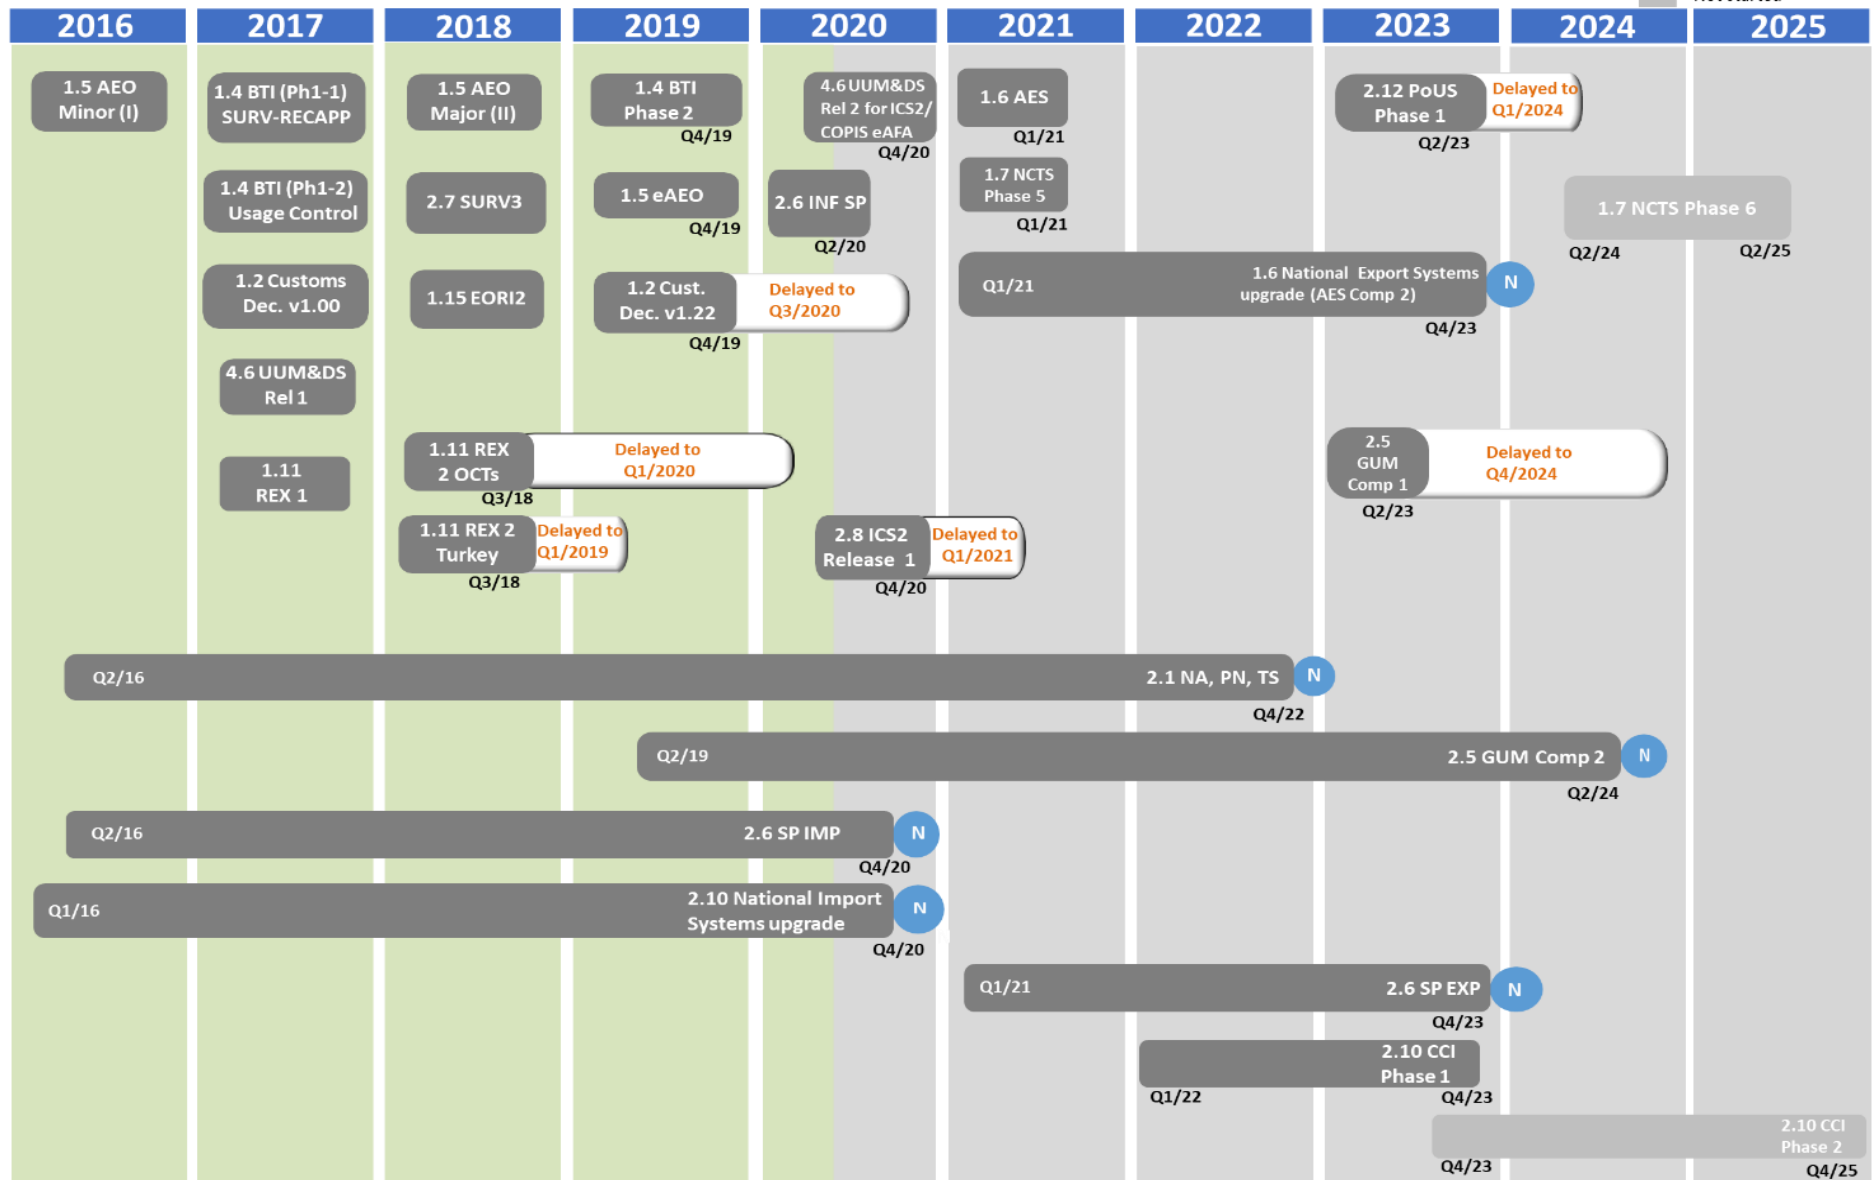 2016
2017
2018
2019
2020
2021
2022
2023
2024
2025
1.5 AEO
Minor (I)
1.4 BTI (Ph1-1)
SURV-RECAPP
1.5 AEO
Major (II)
1.4 BTI
Phase 2
Q4/19
4.6 UUM&DS
Rel 2 for ICS2/
COPIS eAFA
Q4/20
1.6 AES
Q1/21
2.12 PoUS
Phase 1
Q2/23
Delayed to
Q1/2024
1.4 BTI (Ph1-2)
Usage Control
2.7 SURV3
1.5 eAEO
Q4/19
2.6 INF SP
Q2/20
1.7 NCTS
Phase 5
Q1/21
1.7 NCTS Phase 6
Q2/24
Q2/25
1.2 Customs
Dec. v1.00
1.15 EORI2
1.2 Cust.
Dec. v1.22
Q4/19
Delayed to
Q3/2020
Q1/21
1.6 National Export Systems
upgrade (AES Comp 2)
N
Q4/23
4.6 UUM&DS
Rel 1
1.11
REX 1
1.11 REX
2 OCTs
Q3/18
Delayed to
Q1/2020
2.5
GUM
Comp 1
Q2/23
Delayed to
Q4/2024
1.11 REX 2
Turkey
Q3/18
Delayed to
Q1/2019
2.8 ICS2
Release 1
Q4/20
Delayed to
Q1/2021
Q2/16
2.1 NA, PN, TS
N
Q4/22
Q2/19
2.5 GUM Comp 2
N
Q2/24
Q2/16
2.6 SP IMP
N
Q4/20
Q1/16
2.10 National Import
Systems upgrade
N
Q4/20
Q1/21
2.6 SP EXP
N
Q4/23
2.10 CCI
Phase 1
Q1/22
Q4/23
2.10 CCI
Phase 2
Q4/23
Q4/25